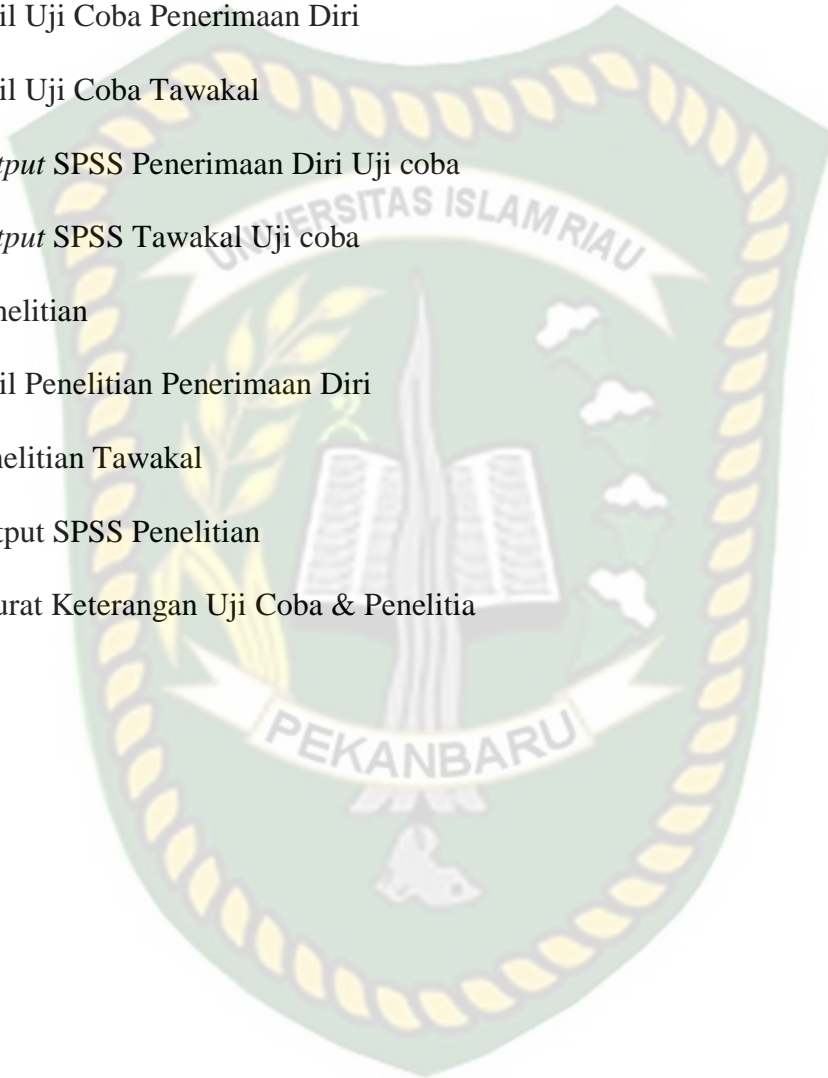 il Uji Coba Penerimaan Diri
il Uji Coba Tawakal
tput SPSS Penerimaan Diri Uji coba
UNIVERSITAS ISLAM RIAU
tput SPSS Tawakal Uji coba
nelitian
il Penelitian Penerimaan Diri
nelitian Tawakal
tput SPSS Penelitian
urat Keterangan Uji Coba & Penelitia
PEKANBARU